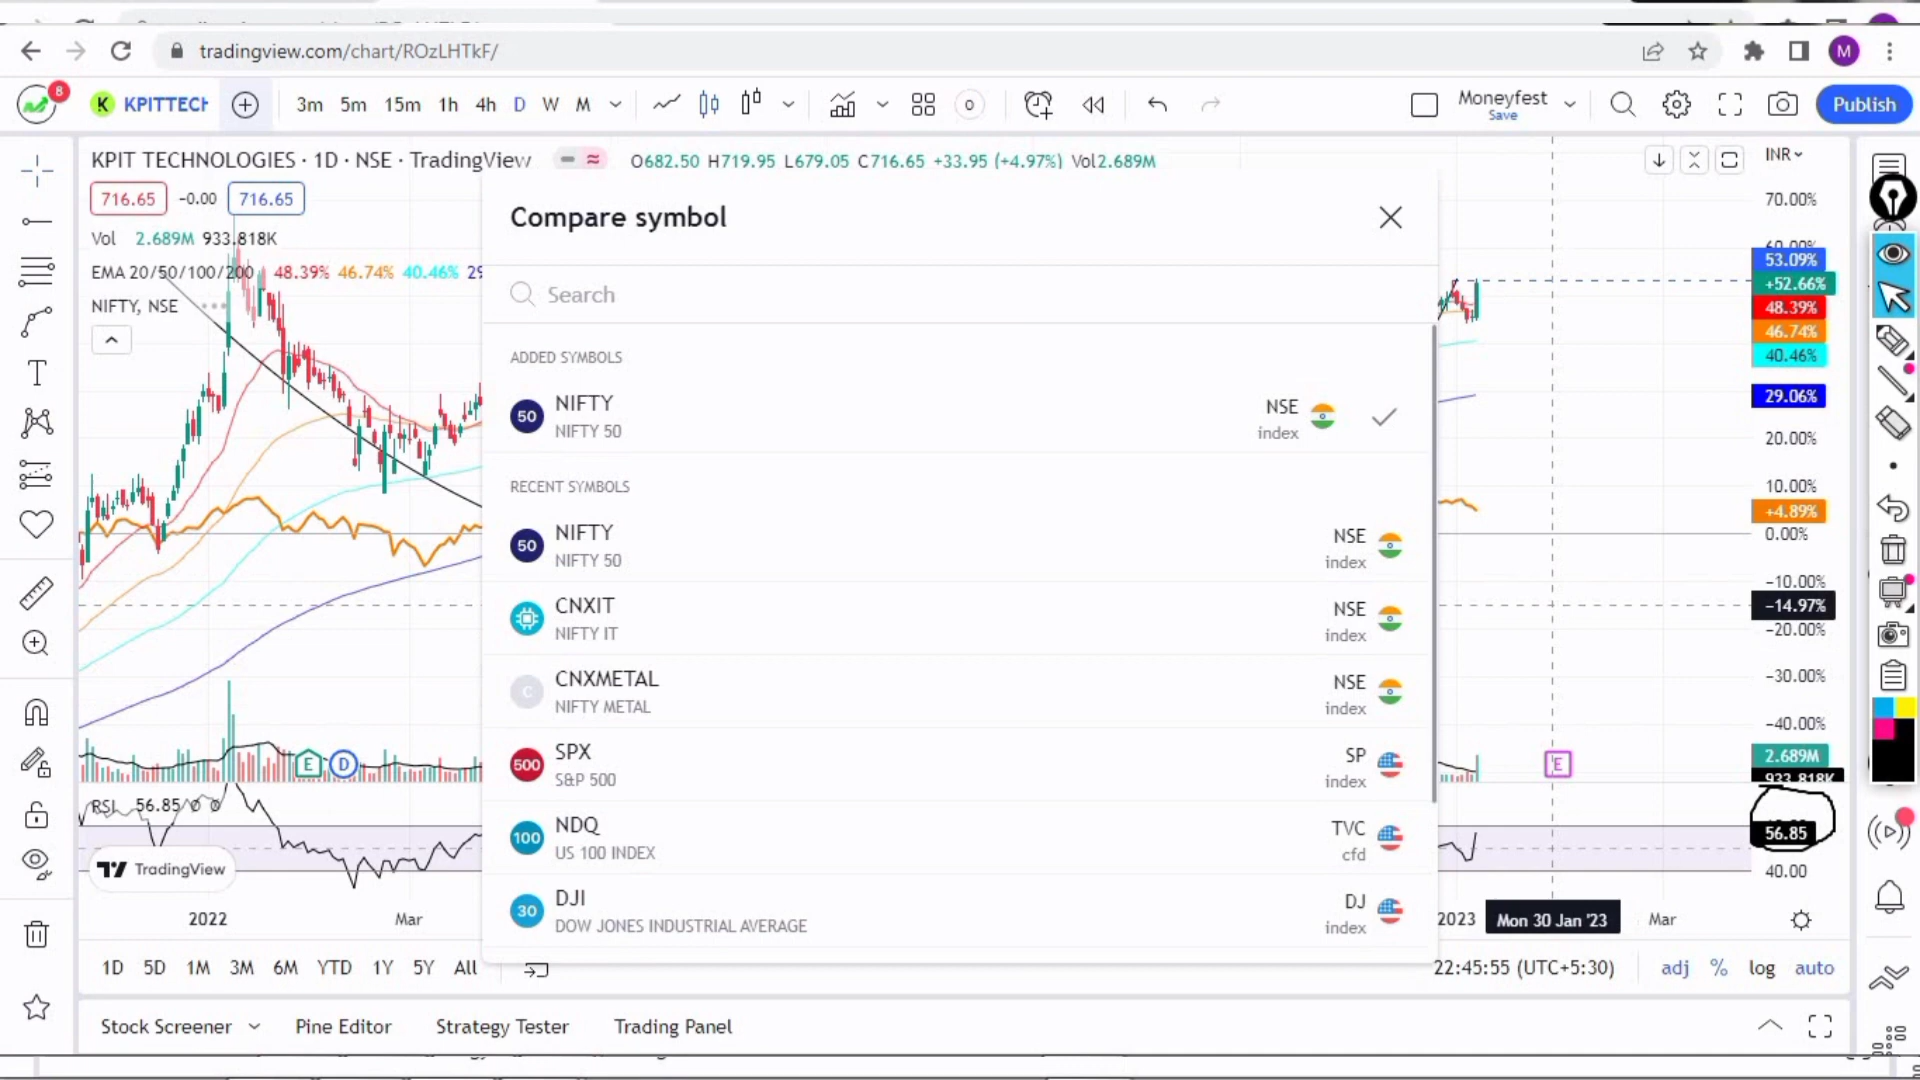 tradingview.com/chart/ROzLHTkF/
M
8
K KPITTECH
3m 5m 15m 1h 4h D W M
Moneyfest
Save
Publish
KPIT TECHNOLOGIES · 1D · NSE · TradingView
O682.50 H719.95 L679.05 C716.65 +33.95 (+4.97%) Vol2.689M
INR
716.65 −0.00 716.65
Vol 2.689M 933.818K
EMA 20/50/100/200 48.39% 46.74% 40.46% 29
NIFTY, NSE
Compare symbol
Search
ADDED SYMBOLS
50 NIFTY
NIFTY 50
NSE
index
RECENT SYMBOLS
50 NIFTY
NIFTY 50
NSE
index
CNXIT
NIFTY IT
NSE
index
C CNXMETAL
NIFTY METAL
NSE
index
500 SPX
S&P 500
SP
index
100 NDQ
US 100 INDEX
TVC
cfd
30 DJI
DOW JONES INDUSTRIAL AVERAGE
DJ
index
70.00%
60.00%
53.09%
+52.66%
48.39%
46.74%
40.46%
29.06%
20.00%
10.00%
+4.89%
0.00%
−10.00%
−14.97%
−20.00%
−30.00%
−40.00%
2.689M
933.818K
56.85
40.00
E D
E
RSI 56.85 ∅ ∅
TradingView
2022 Mar
2023 Mon 30 Jan '23 Mar
1D 5D 1M 3M 6M YTD 1Y 5Y All
22:45:55 (UTC+5:30) adj % log auto
Stock Screener Pine Editor Strategy Tester Trading Panel